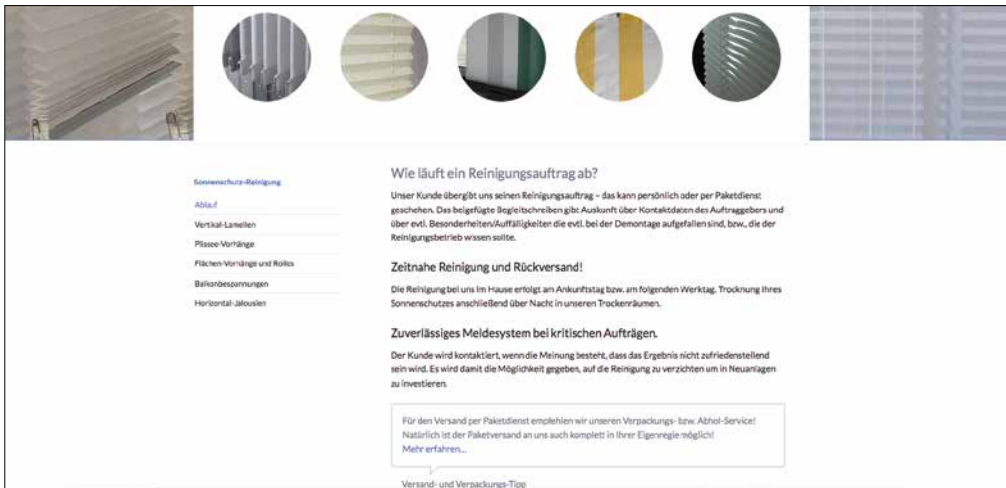 Sonnenschutz-Reinigung
Ablauf
Vertikal-Lamellen
Plissee-Vorhänge
Flächen-Vorhänge und Rollos
Balkonbespannungen
Horizontal-Jalousien
Wie läuft ein Reinigungsauftrag ab?
Unser Kunde übergibt uns seinen Reinigungsauftrag – das kann persönlich oder per Paketdienst
geschehen. Das beigefügte Begleitschreiben gibt Auskunft über Kontaktdaten des Auftraggebers und
über evtl. Besonderheiten/Auffälligkeiten die evtl. bei der Demontage aufgefallen sind, bzw., die der
Reinigungsbetrieb wissen sollte.
Zeitnahe Reinigung und Rückversand!
Die Reinigung bei uns im Hause erfolgt am Ankunftstag bzw. am folgenden Werktag. Trocknung Ihres
Sonnenschutzes anschließend über Nacht in unseren Trockenräumen.
Zuverlässiges Meldesystem bei kritischen Aufträgen.
Der Kunde wird kontaktiert, wenn die Meinung besteht, dass das Ergebnis nicht zufriedenstellend
sein wird. Es wird damit die Möglichkeit gegeben, auf die Reinigung zu verzichten um in Neuanlagen
zu investieren.
Für den Versand per Paketdienst empfehlen wir unseren Verpackungs- bzw. Abhol-Service!
Natürlich ist der Paketversand an uns auch komplett in Ihrer Eigenregie möglich!
Mehr erfahren...
Versand- und Verpackungs-Tipp